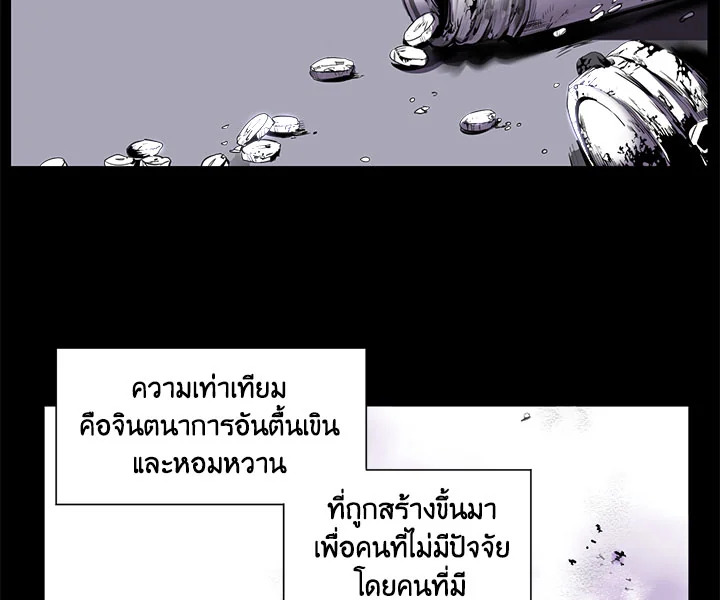 ความเท่าเทียม
คือจินตนาการอันตื้นเขิน
และหอมหวาน
ที่ถูกสร้างขึ้นมา
เพื่อคนที่ไม่มีปัจจัย
โดยคนที่มี